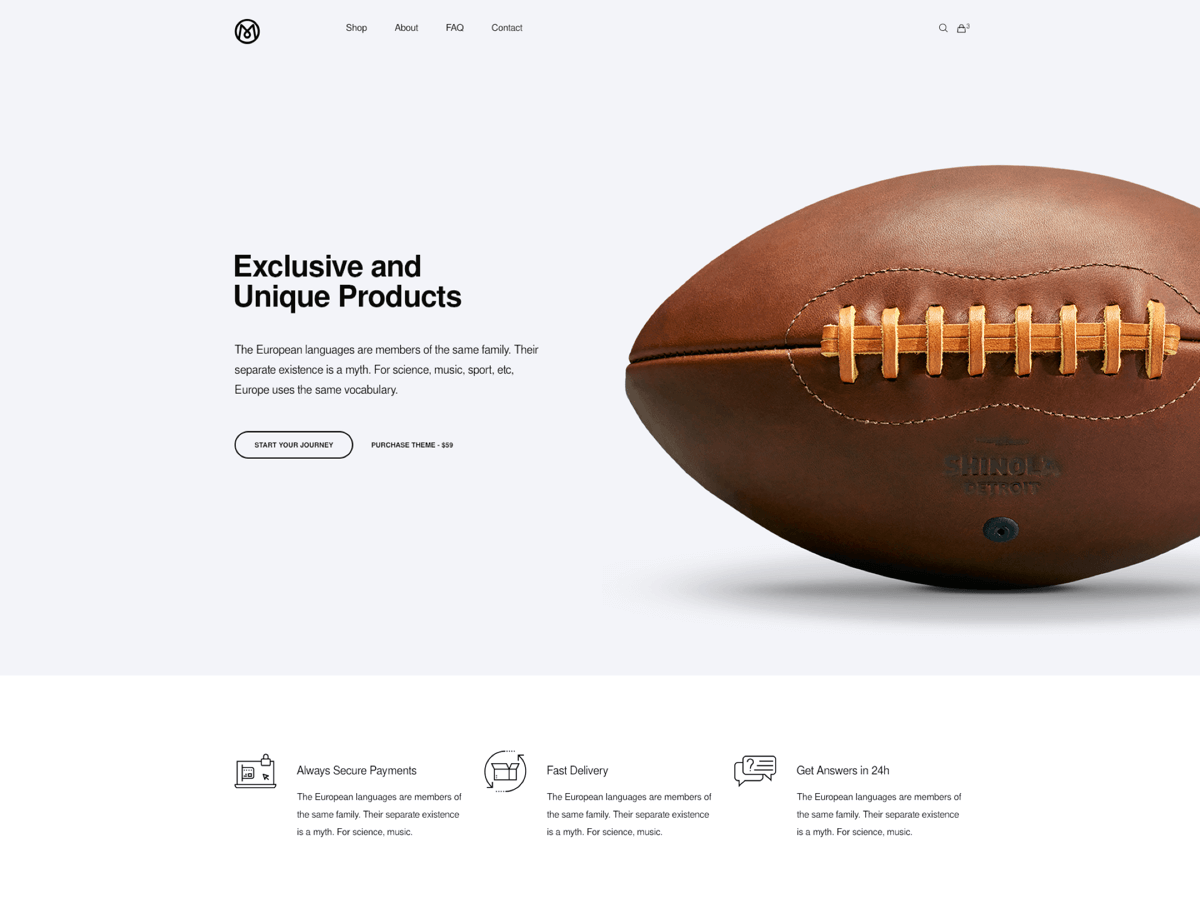 Shop About FAQ Contact
3
Exclusive and
Unique Products
The European languages are members of the same family. Their
separate existence is a myth. For science, music, sport, etc,
Europe uses the same vocabulary.
START YOUR JOURNEY PURCHASE THEME - $59
SHINOLA
DETROIT
Always Secure Payments
The European languages are members of
the same family. Their separate existence
is a myth. For science, music.
Fast Delivery
The European languages are members of
the same family. Their separate existence
is a myth. For science, music.
Get Answers in 24h
The European languages are members of
the same family. Their separate existence
is a myth. For science, music.